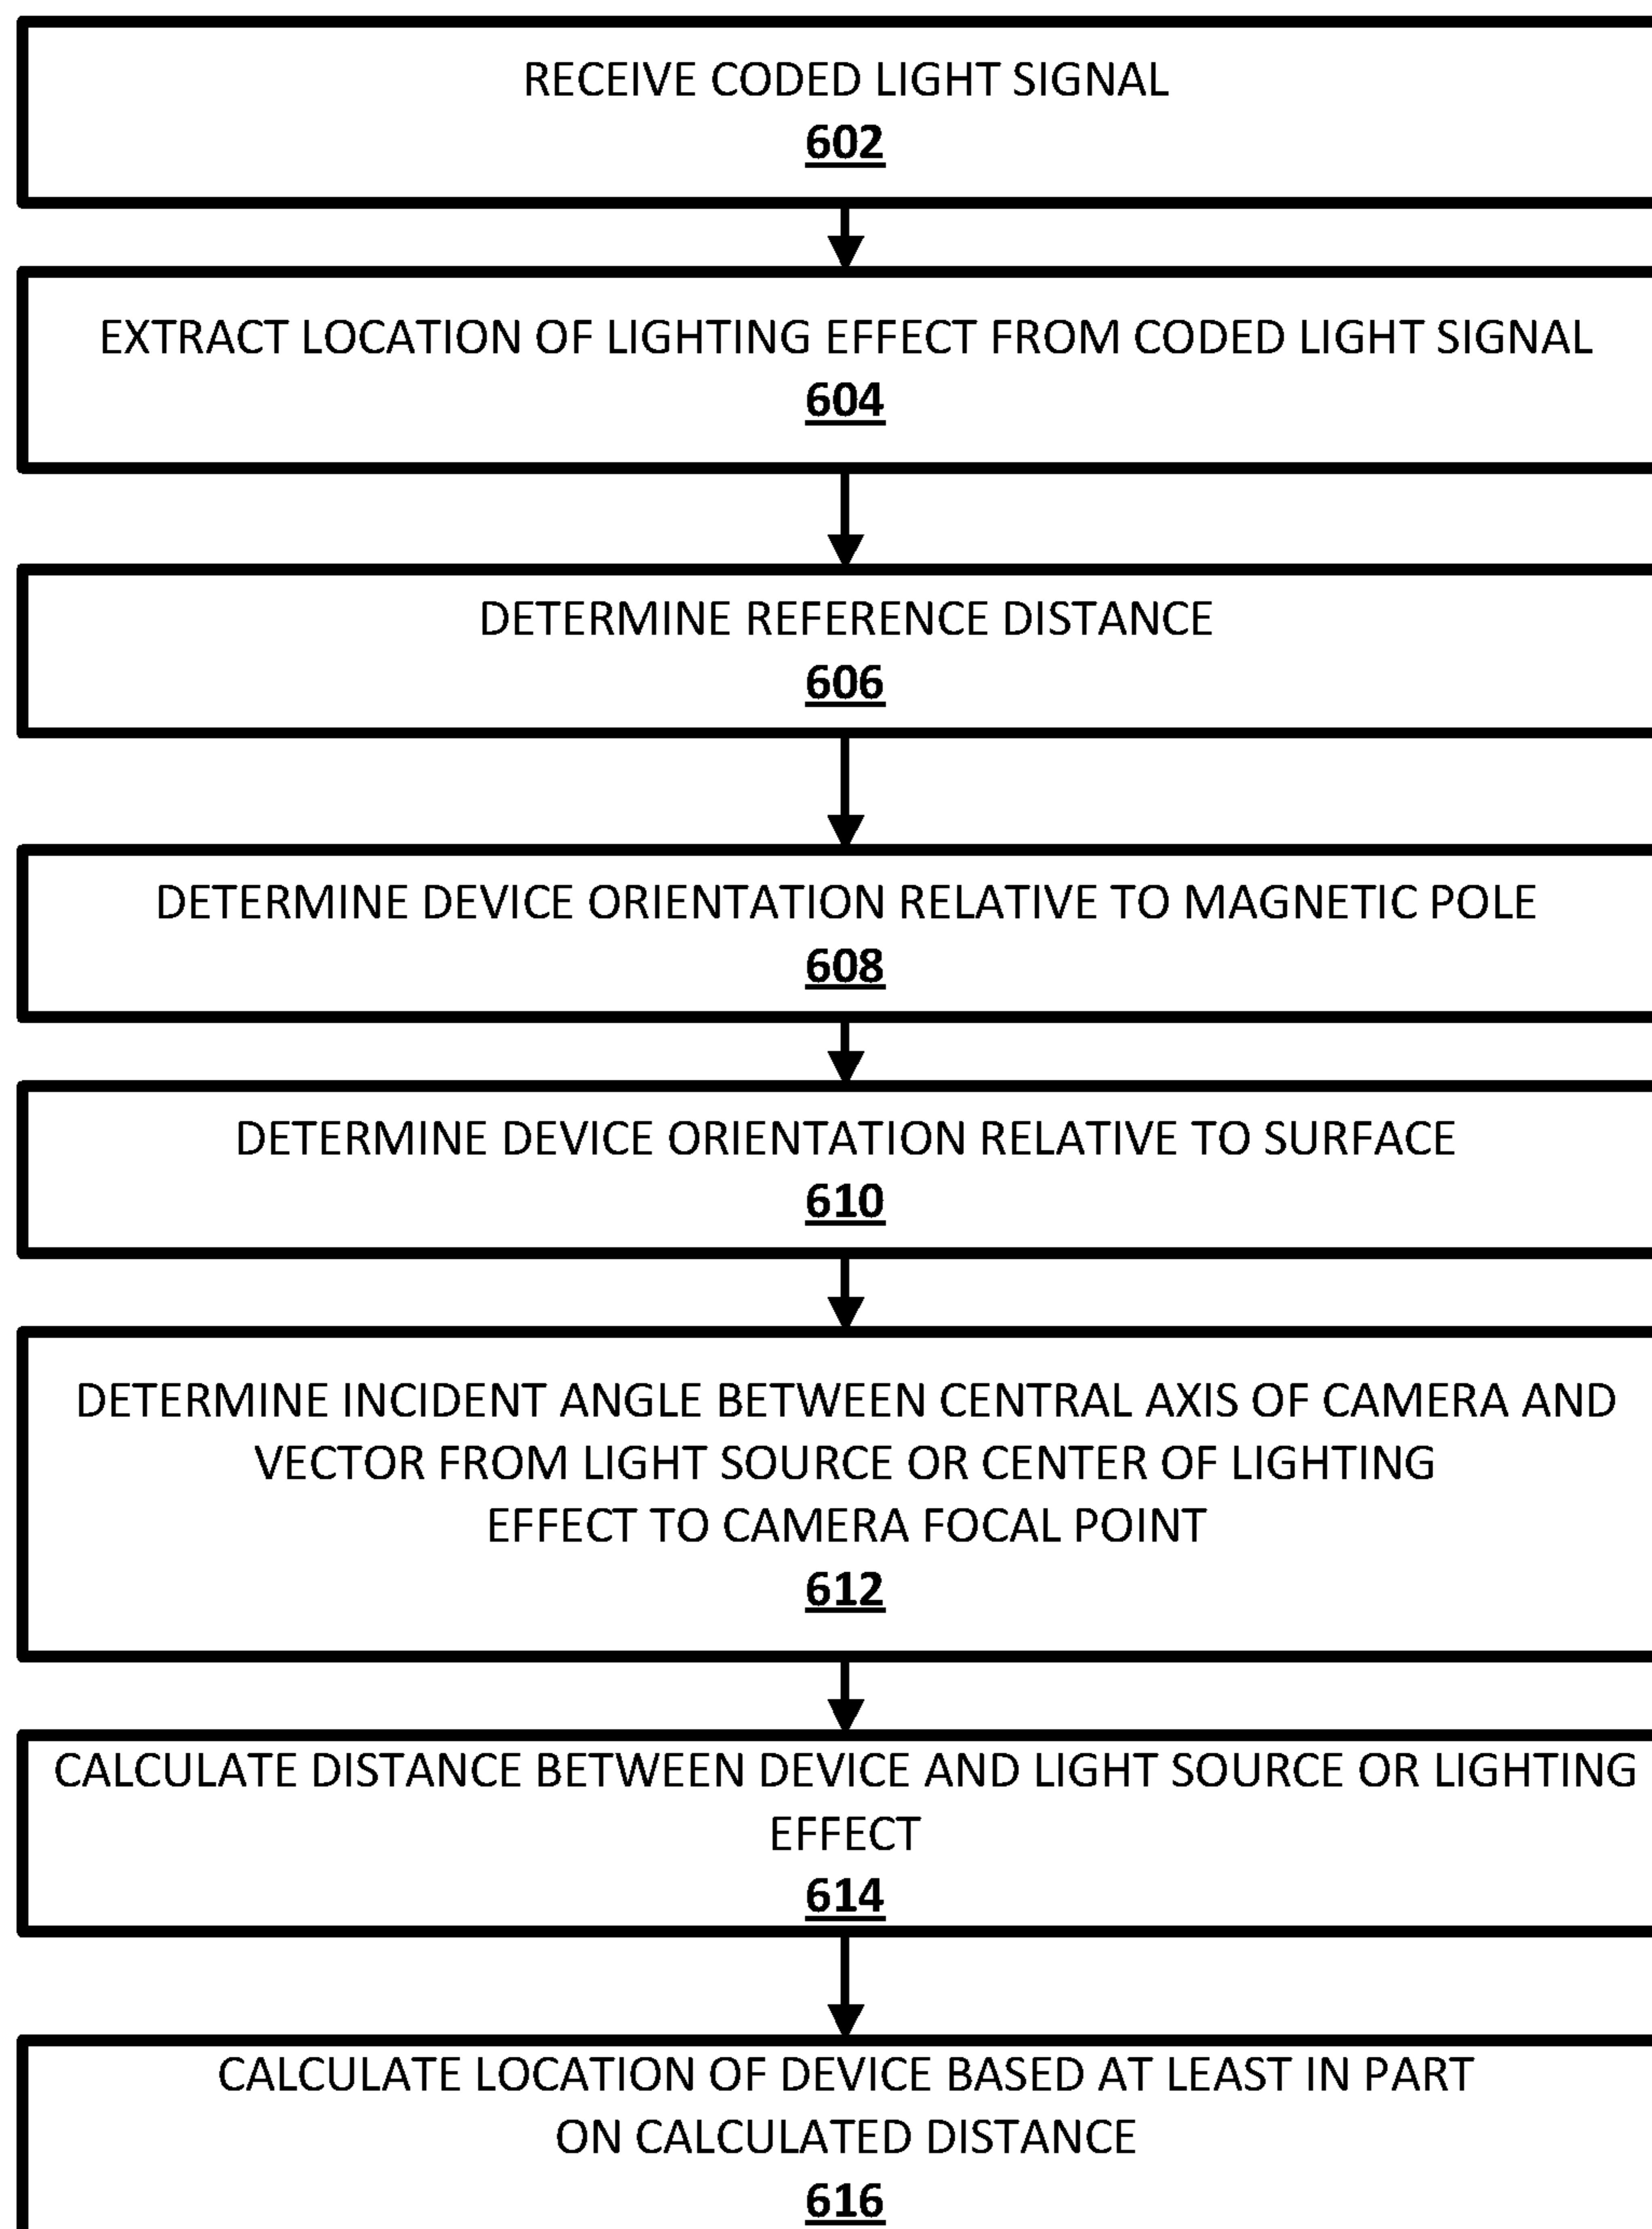 RECEIVE CODED LIGHT SIGNAL
602
EXTRACT LOCATION OF LIGHTING EFFECT FROM CODED LIGHT SIGNAL
604
DETERMINE REFERENCE DISTANCE
606
DETERMINE DEVICE ORIENTATION RELATIVE TO MAGNETIC POLE
608
DETERMINE DEVICE ORIENTATION RELATIVE TO SURFACE
610
DETERMINE INCIDENT ANGLE BETWEEN CENTRAL AXIS OF CAMERA AND
VECTOR FROM LIGHT SOURCE OR CENTER OF LIGHTING
EFFECT TO CAMERA FOCAL POINT
612
CALCULATE DISTANCE BETWEEN DEVICE AND LIGHT SOURCE OR LIGHTING
EFFECT
614
CALCULATE LOCATION OF DEVICE BASED AT LEAST IN PART
ON CALCULATED DISTANCE
616